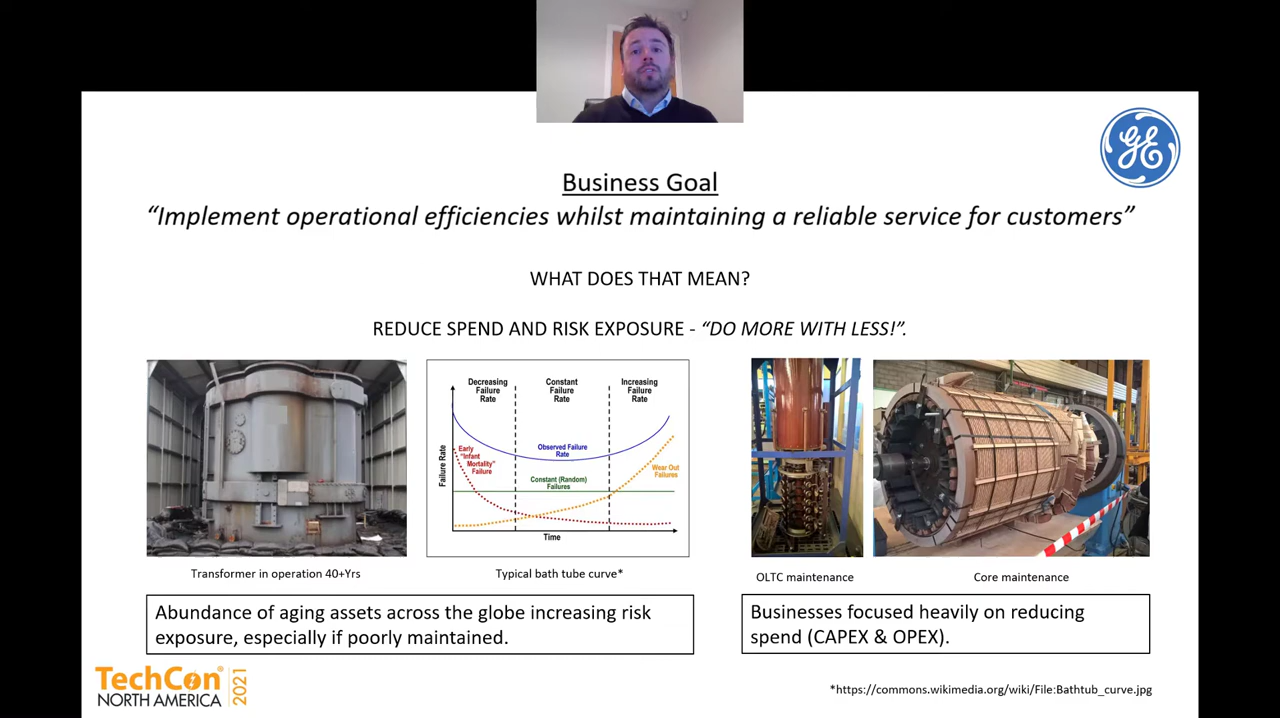 GE
Business Goal
“Implement operational efficiencies whilst maintaining a reliable service for customers”
WHAT DOES THAT MEAN?
REDUCE SPEND AND RISK EXPOSURE - “DO MORE WITH LESS!”.
Decreasing
Failure
Rate
Constant
Failure
Rate
Increasing
Failure
Rate
Failure Rate
Early
"Infant
Mortality"
Failure
Observed Failure
Rate
Constant (Random)
Failures
Wear Out
Failures
Time
Transformer in operation 40+Yrs
Typical bath tube curve*
OLTC maintenance
Core maintenance
Abundance of aging assets across the globe increasing risk
exposure, especially if poorly maintained.
Businesses focused heavily on reducing
spend (CAPEX & OPEX).
TechCon®
NORTH AMERICA
2021
*https://commons.wikimedia.org/wiki/File:Bathtub_curve.jpg